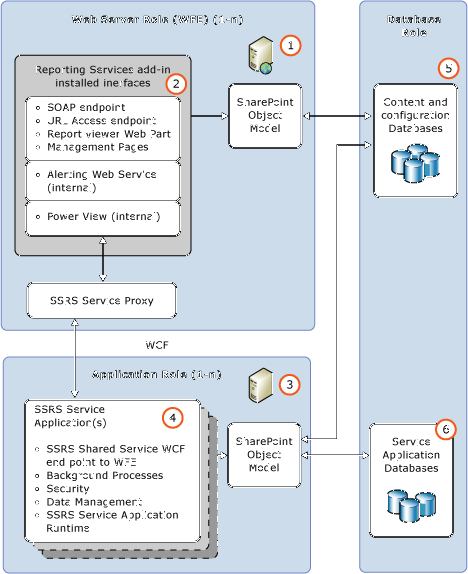 Web Server Role (WFE) (1-n)
1
Reporting Services add-in
installed inerfaces
2
SOAP endpoint
URL Access endpoint
Report viewer Web Part
Management Pages
Alerting Web Service
(internal)
Power View (internal)
SharePoint
Object
Model
SSRS Service Proxy
WCF
Application Role (1-n)
3
SSRS Service
Application(s)
4
SSRS Shared Service WCF
end point to WFE
Background Processes
Security
Data Management
SSRS Service Application
Runtime
SharePoint
Object
Model
Database
Role
5
Content and
configuration
Databases
6
Service
Application
Databases